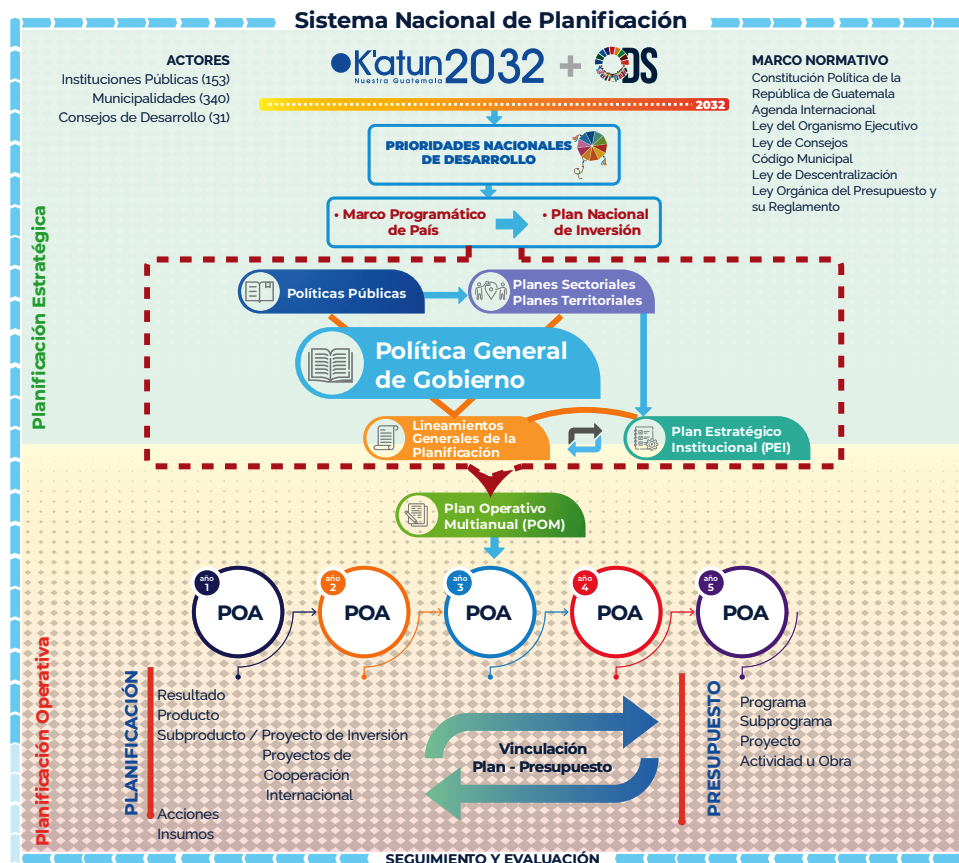 Sistema Nacional de Planificación
ACTORES
Instituciones Públicas (153)
Municipalidades (340)
Consejos de Desarrollo (31)
K'atun 2032 + ODS
Nuestra Guatemala
2032
MARCO NORMATIVO
Constitución Política de la
República de Guatemala
Agenda Internacional
Ley del Organismo Ejecutivo
Ley de Consejos
Código Municipal
Ley de Descentralización
Ley Orgánica del Presupuesto y
su Reglamento
PRIORIDADES NACIONALES
DE DESARROLLO
• Marco Programático
de País
• Plan Nacional
de Inversión
Planificación Estratégica
Políticas Públicas
Planes Sectoriales
Planes Territoriales
Política General
de Gobierno
Lineamientos
Generales de la
Planificación
Plan Estratégico
Institucional (PEI)
Plan Operativo
Multianual (POM)
año
1
POA
año
2
POA
año
3
POA
año
4
POA
año
5
POA
Planificación Operativa
PLANIFICACIÓN
Resultado
Producto
Subproducto / Proyecto de Inversión
Proyectos de
Cooperación
Internacional
Acciones
Insumos
Vinculación
Plan - Presupuesto
PRESUPUESTO
Programa
Subprograma
Proyecto
Actividad u Obra
SEGUIMIENTO Y EVALUACIÓN